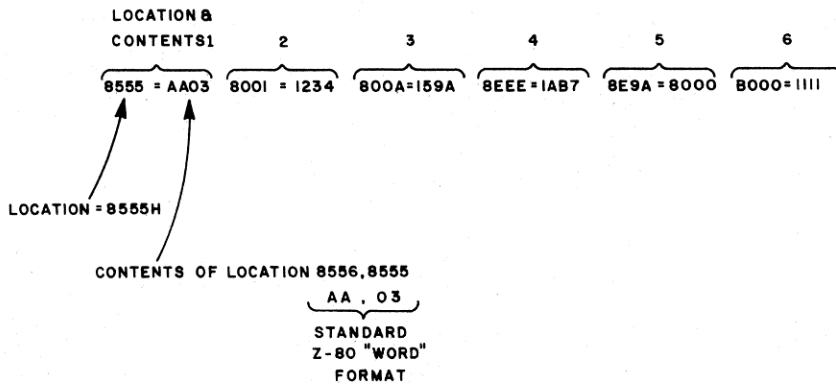 LOCATION &
CONTENTS1 2 3 4 5 6
8555 = AA03 8001 = 1234 800A=159A 8EEE=1AB7 8E9A=8000 B000=1111
LOCATION = 8555H
CONTENTS OF LOCATION 8556,8555
AA , 03
STANDARD
Z-80 "WORD"
FORMAT